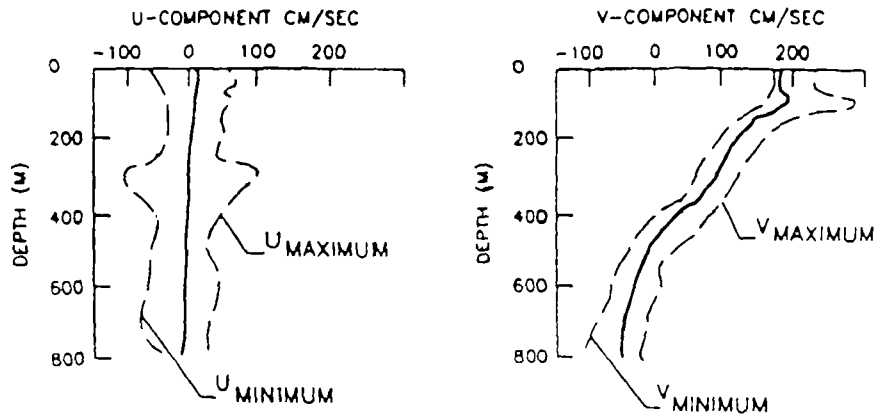 U-COMPONENT CM/SEC
-100 0 100
0
200
400
600
800
DEPTH (M)
U MAXIMUM
U MINIMUM
V-COMPONENT CM/SEC
-100 0 100 200
0
200
400
600
800
DEPTH (M)
V MAXIMUM
V MINIMUM